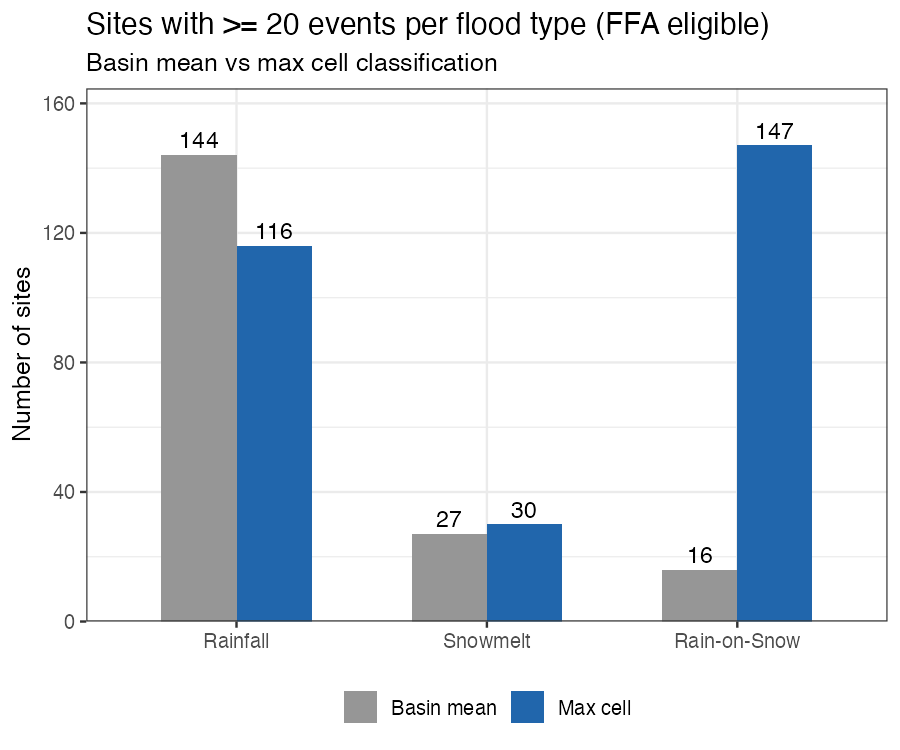 Sites with >= 20 events per flood type (FFA eligible)
Basin mean vs max cell classification
Number of sites
160
120
80
40
0
144
116
27
30
16
147
Rainfall
Snowmelt
Rain-on-Snow
Basin mean
Max cell